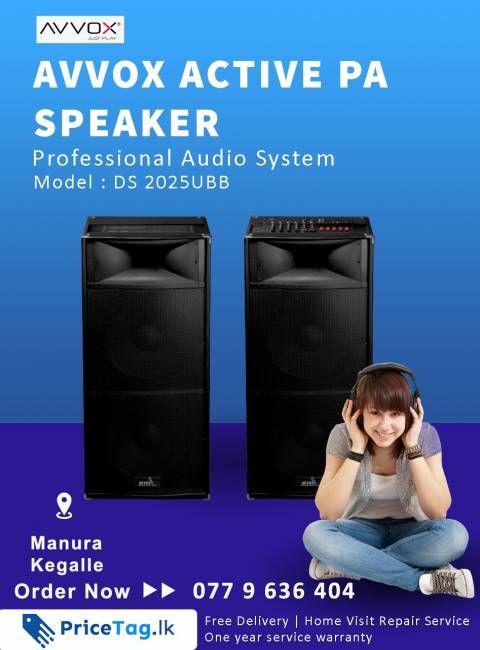 AVVOX®
JUST PLAY
AVVOX ACTIVE PA
SPEAKER
Professional Audio System
Model : DS 2025UBB
Manura
Kegalle
Order Now ►► 077 9 636 404
PriceTag.lk
Free Delivery | Home Visit Repair Service
One year service warranty